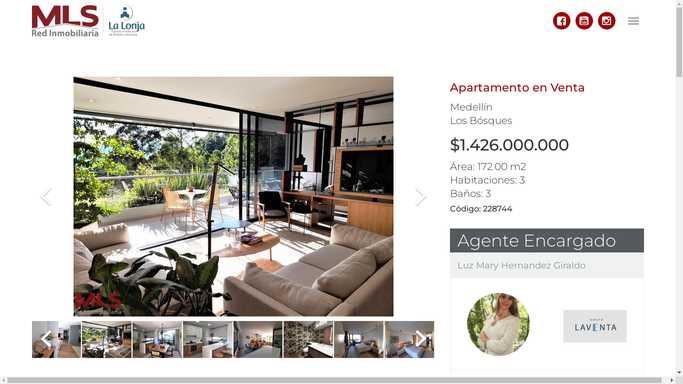 MLS
Red Inmobiliaria
La Lonja
Apartamento en Venta
Medellín
Los Bósques
$1.426.000.000
Área: 172.00 m2
Habitaciones: 3
Baños: 3
Código: 228744
Agente Encargado
Luz Mary Hernandez Giraldo
MLS
LAVENTA